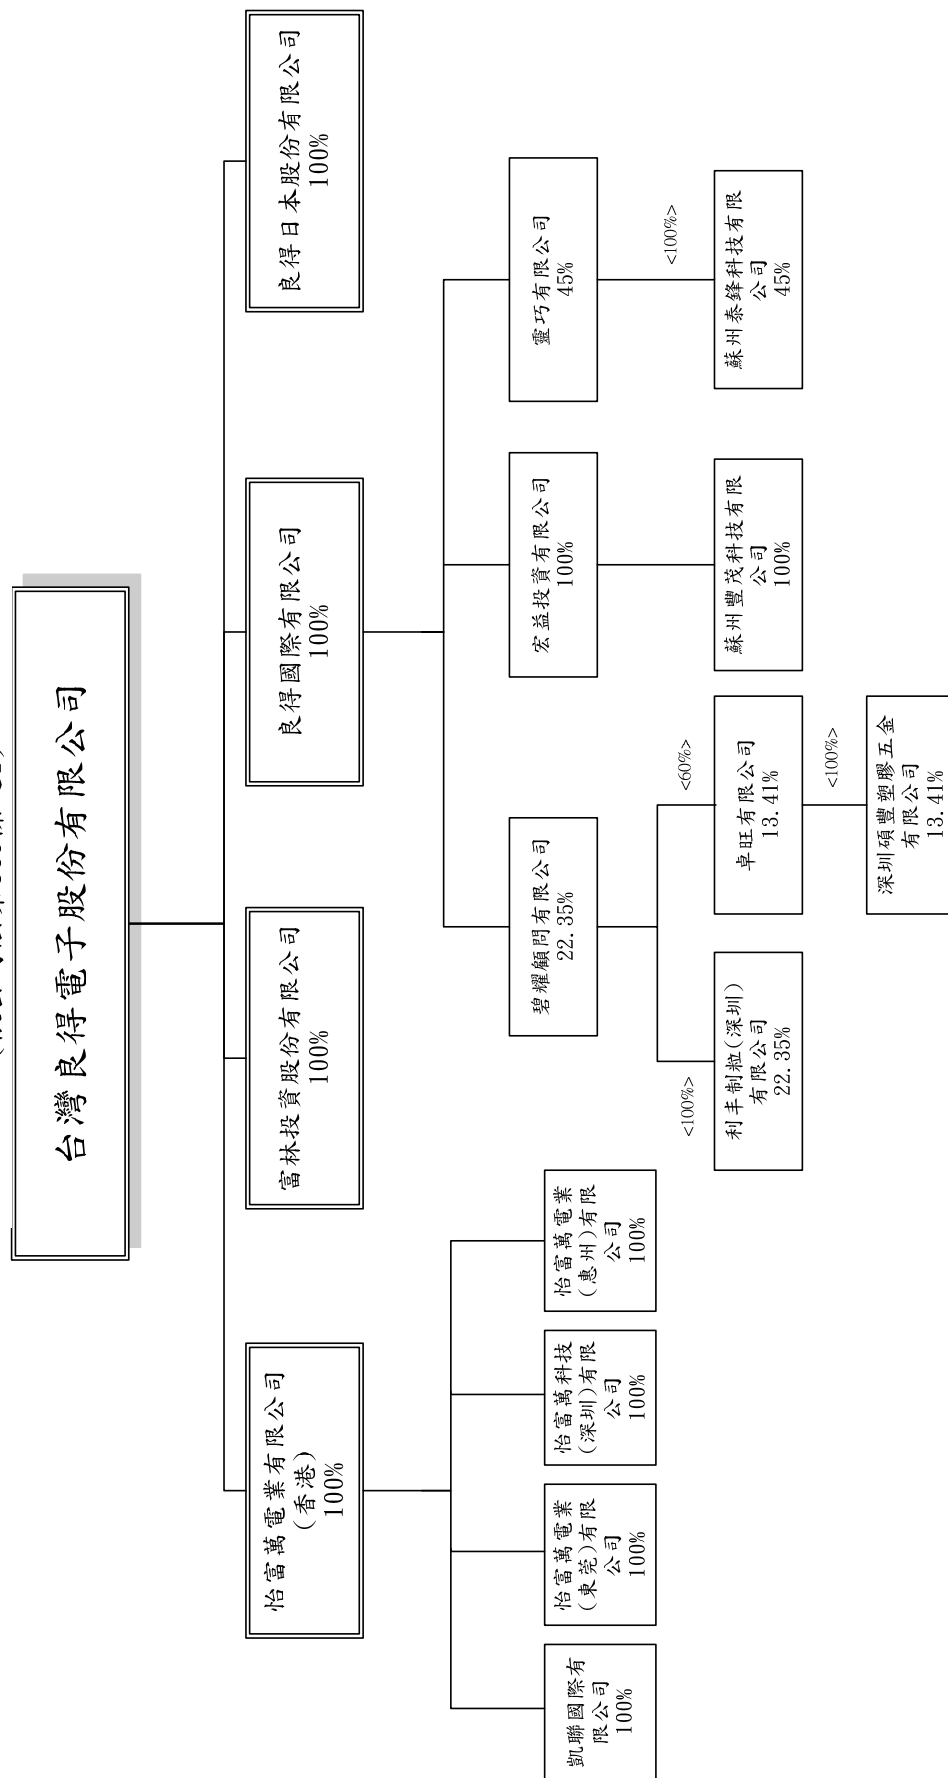 台灣良得電子股份有限公司
怡富萬電業有限公司
(香港)
100%
富林投資股份有限公司
100%
良得國際有限公司
100%
良得日本股份有限公司
100%
凱聯國際有
限公司
100%
怡富萬電業
(東莞)有限
公司
100%
怡富萬科技
(深圳)有限
公司
100%
怡富萬電業
(惠州)有限
公司
100%
碧耀顧問有限公司
22.35%
宏益投資有限公司
100%
靈巧有限公司
45%
<100%>
<60%>
<100%>
利丰制粒(深圳)
有限公司
22.35%
卓旺有限公司
13.41%
蘇州豐茂科技有限
公司
100%
蘇州泰鋒科技有限
公司
45%
<100%>
深圳碩豐塑膠五金
有限公司
13.41%